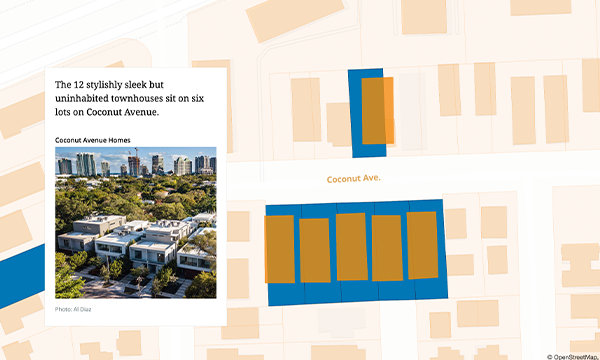 The 12 stylishly sleek but
uninhabited townhouses sit on six
lots on Coconut Avenue.
Coconut Avenue Homes
Photo: Al Diaz
Coconut Ave.
© OpenStreetMap.